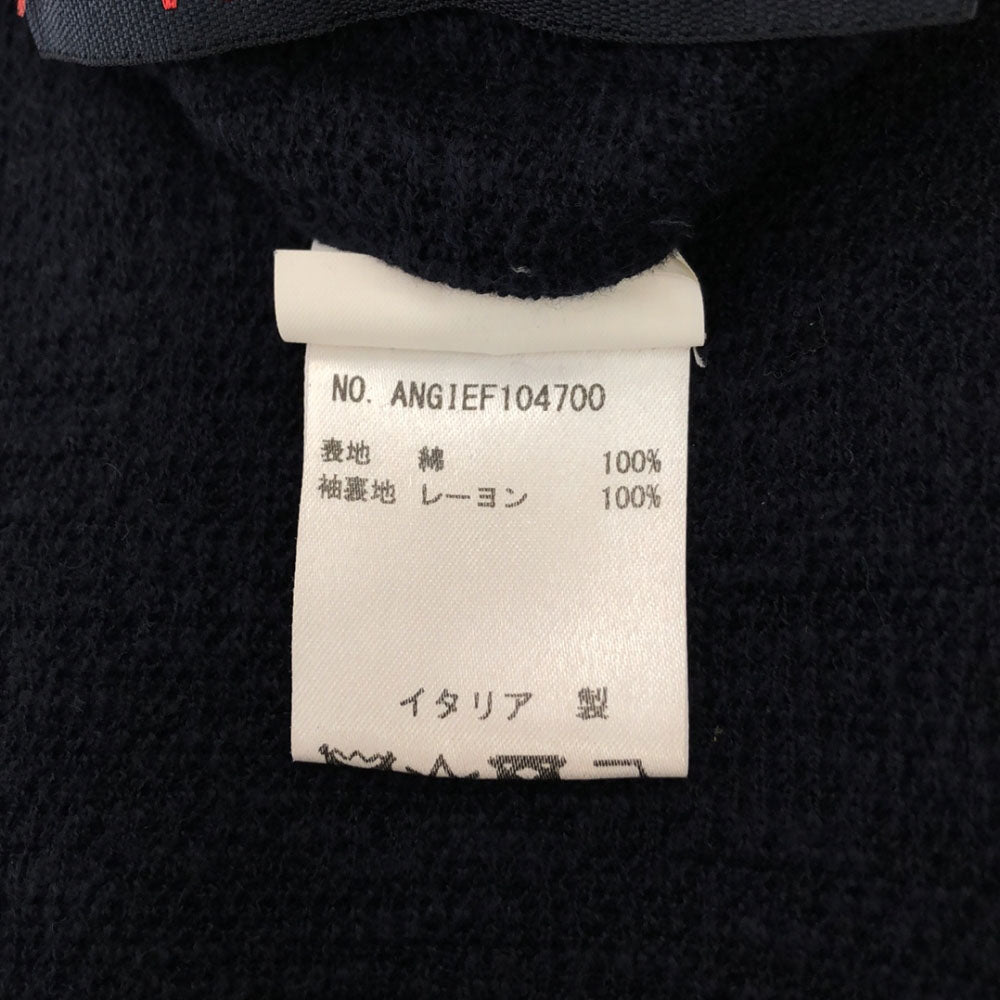 NO. ANGIEF104700
表地 綿 100%
袖裏地 レーヨン 100%
イタリア 製